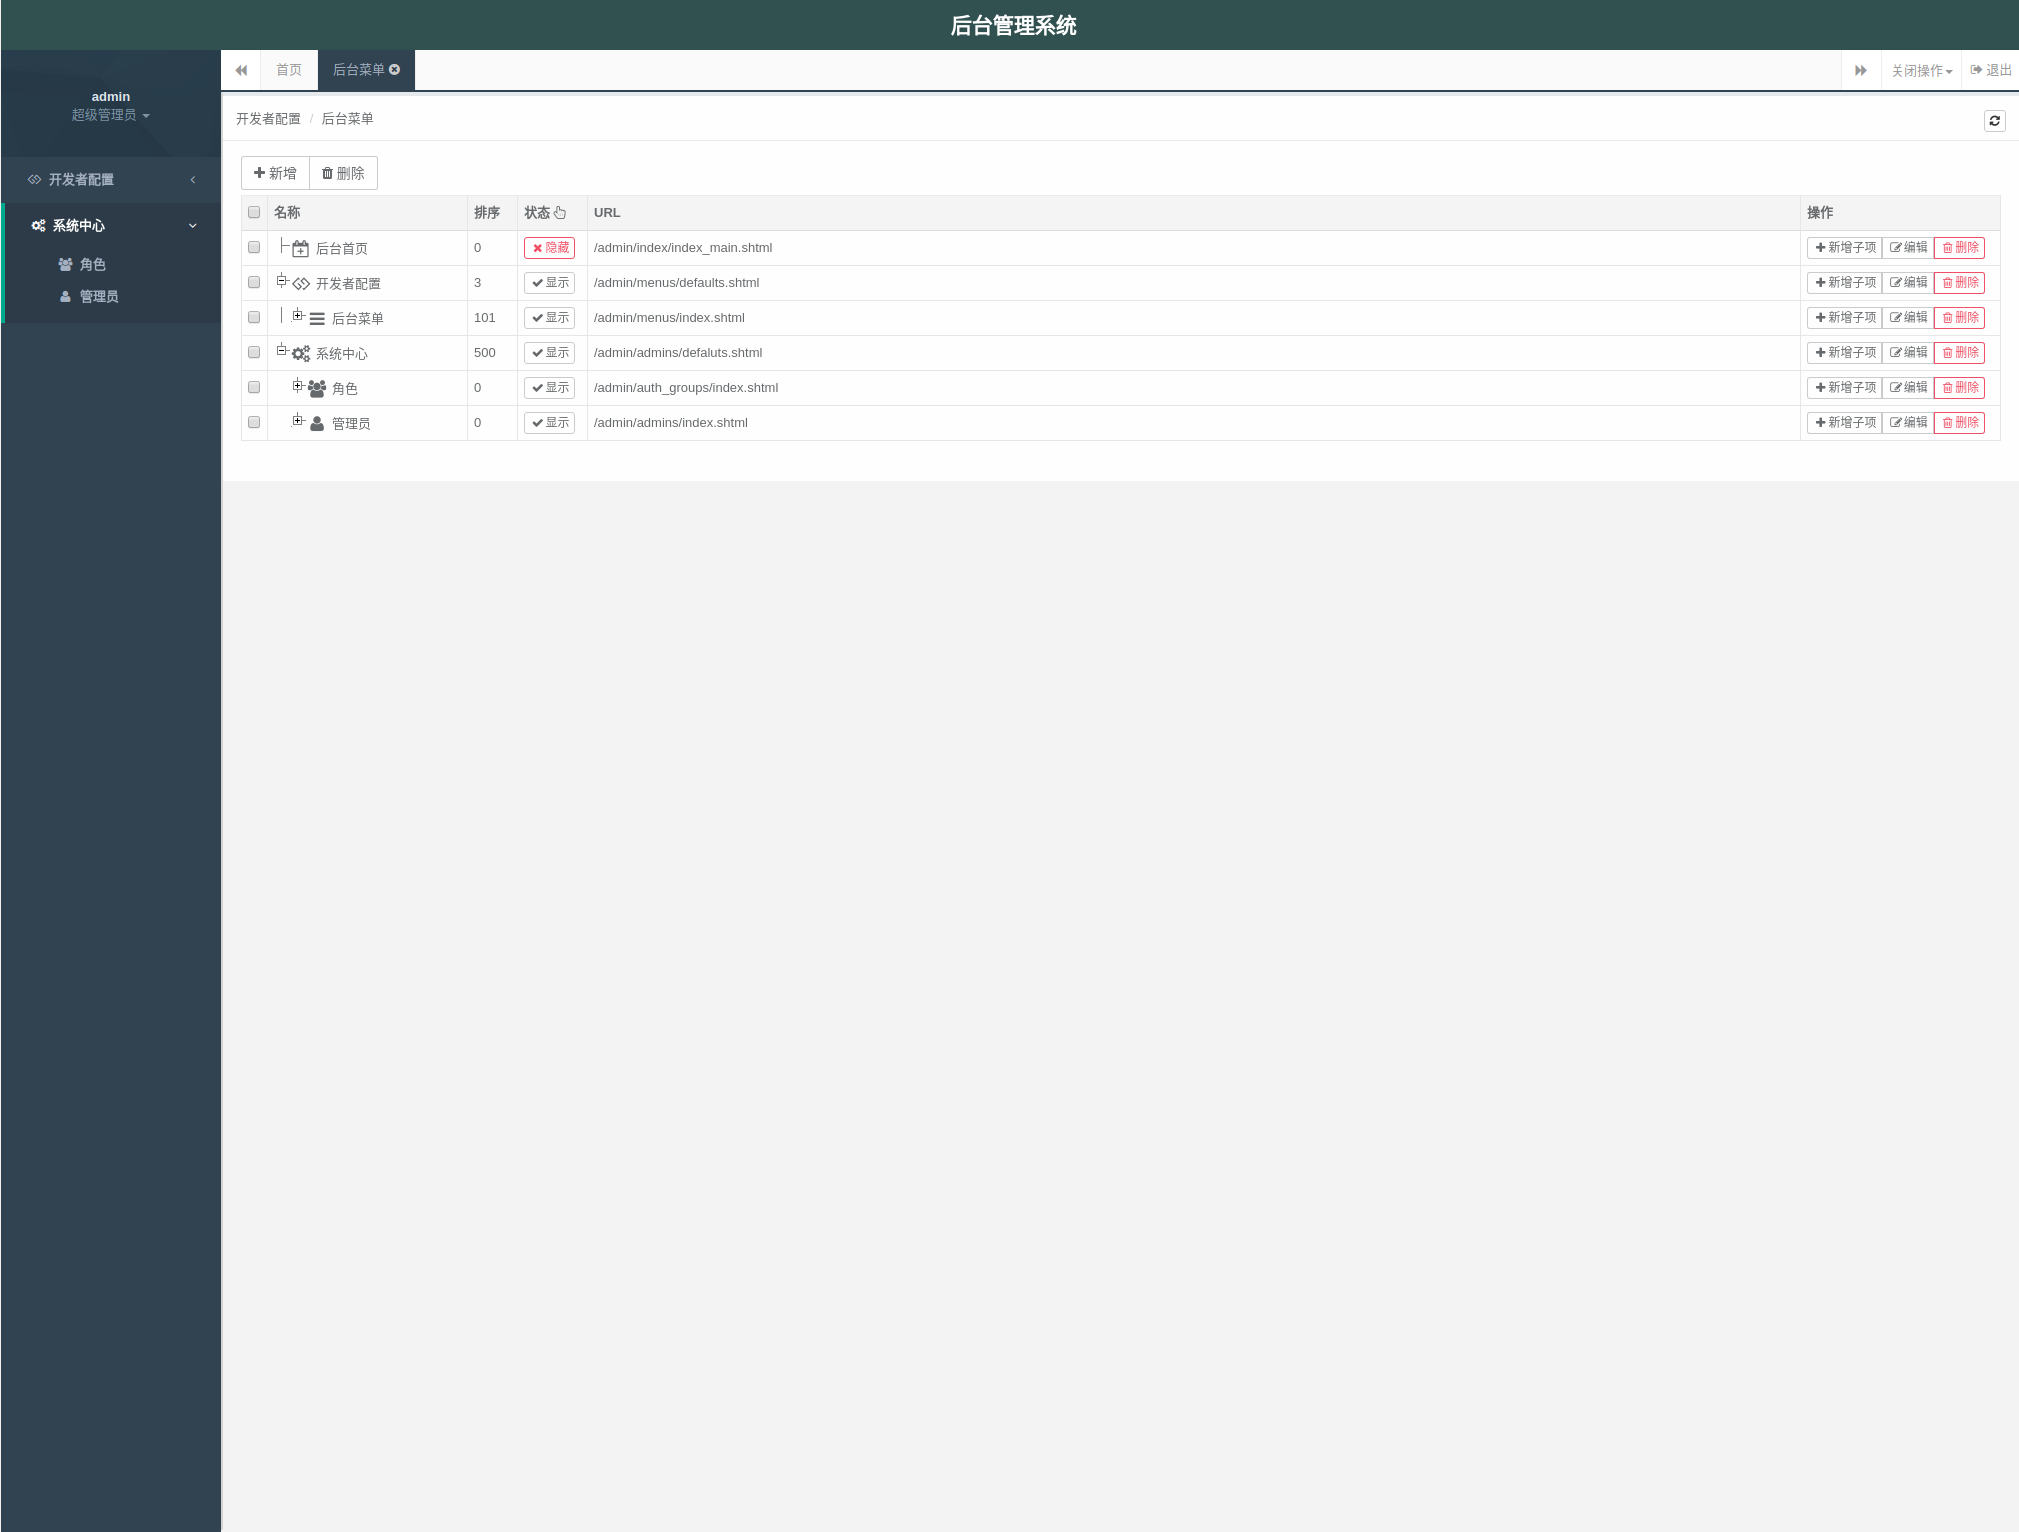 后台管理系统
admin
超级管理员
首页 后台菜单 关闭操作 退出
开发者配置 / 后台菜单
开发者配置
系统中心
角色
管理员
新增 删除
名称 排序 状态 URL 操作
后台首页 0 隐藏 /admin/index/index_main.shtml 新增子项 编辑 删除
开发者配置 3 显示 /admin/menus/defaults.shtml 新增子项 编辑 删除
后台菜单 101 显示 /admin/menus/index.shtml 新增子项 编辑 删除
系统中心 500 显示 /admin/admins/defaluts.shtml 新增子项 编辑 删除
角色 0 显示 /admin/auth_groups/index.shtml 新增子项 编辑 删除
管理员 0 显示 /admin/admins/index.shtml 新增子项 编辑 删除